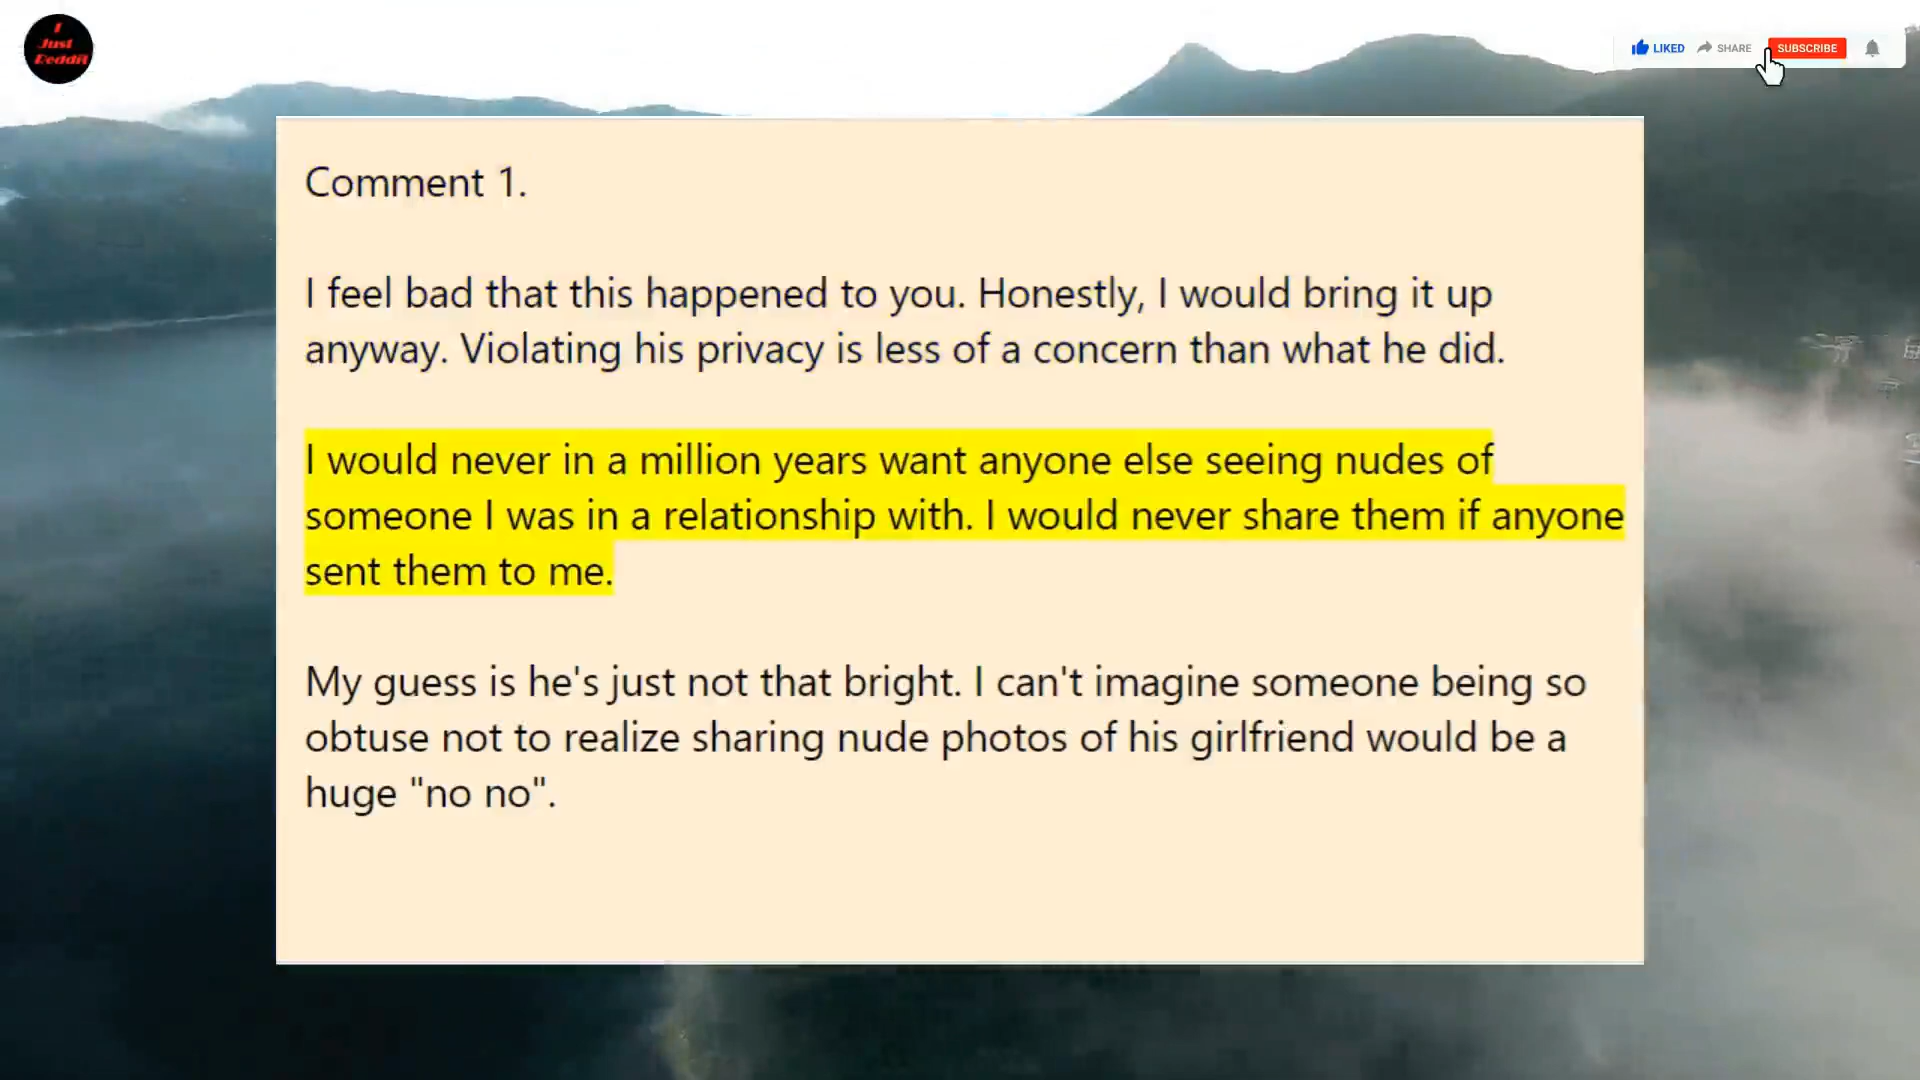 I
Just
Reddit
LIKED SHARE SUBSCRIBE
Comment 1.
I feel bad that this happened to you. Honestly, I would bring it up
anyway. Violating his privacy is less of a concern than what he did.
I would never in a million years want anyone else seeing nudes of
someone I was in a relationship with. I would never share them if anyone
sent them to me.
My guess is he's just not that bright. I can't imagine someone being so
obtuse not to realize sharing nude photos of his girlfriend would be a
huge "no no".